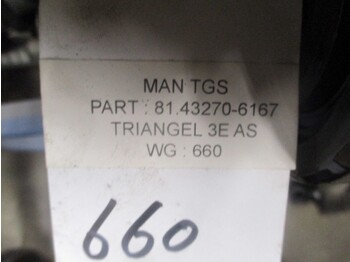 MAN TGS
PART : 81.43270-6167
TRIANGEL 3E AS
WG : 660
660